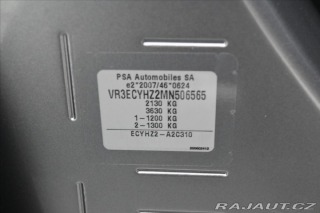 PSA Automobiles SA
e2*2007/46*0624
VR3ECYHZ2MN506565
2130 KG
3630 KG
1-1200 KG
2-1300 KG
ECYHZ2-A2C310
RAJAUT.CZ